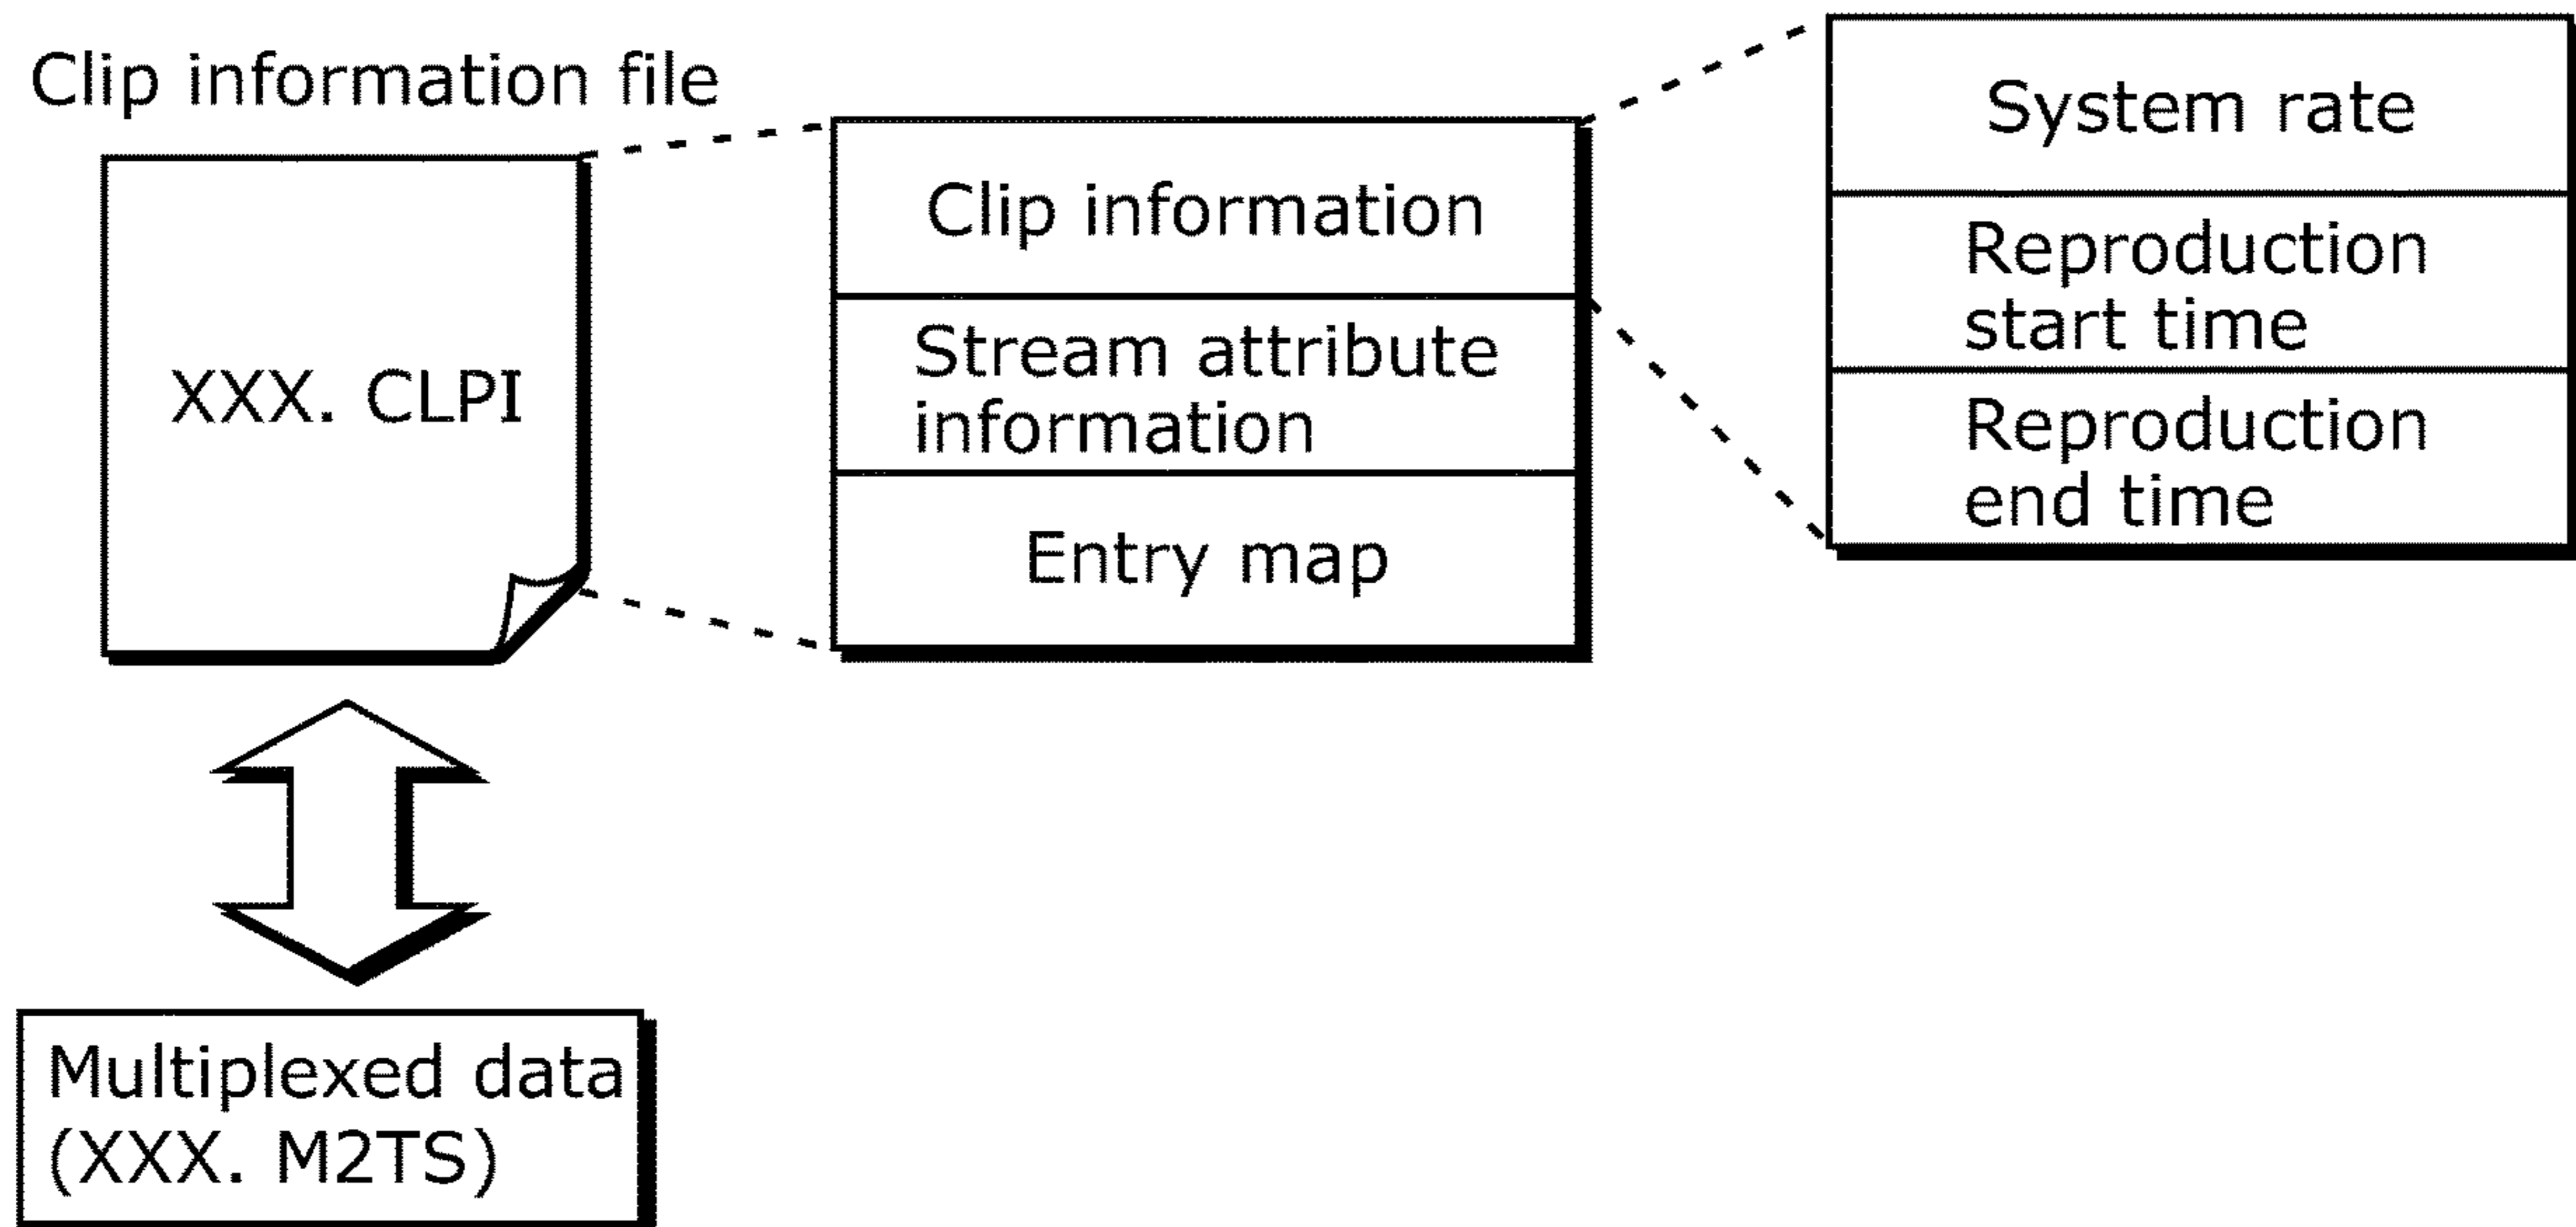 Clip information file
XXX. CLPI
Clip information
Stream attribute
information
Entry map
System rate
Reproduction
start time
Reproduction
end time
Multiplexed data
(XXX. M2TS)